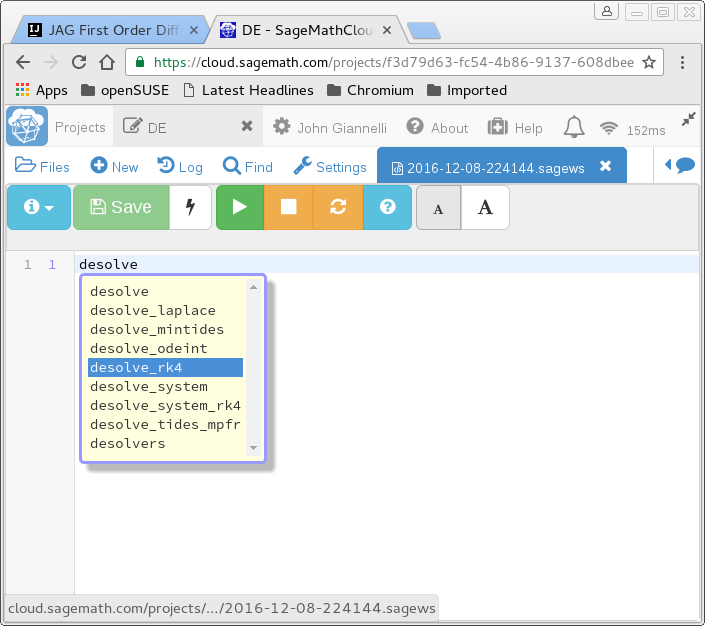 JAG First Order Diff
DE - SageMathClou
https://cloud.sagemath.com/projects/f3d79d63-fc54-4b86-9137-608dbee
Apps openSUSE Latest Headlines Chromium Imported
Projects DE John Giannelli About Help 152ms
Files New Log Find Settings 2016-12-08-224144.sagews
Save A A
1 1 desolve
desolve
desolve_laplace
desolve_mintides
desolve_odeint
desolve_rk4
desolve_system
desolve_system_rk4
desolve_tides_mpfr
desolvers
cloud.sagemath.com/projects/.../2016-12-08-224144.sagews